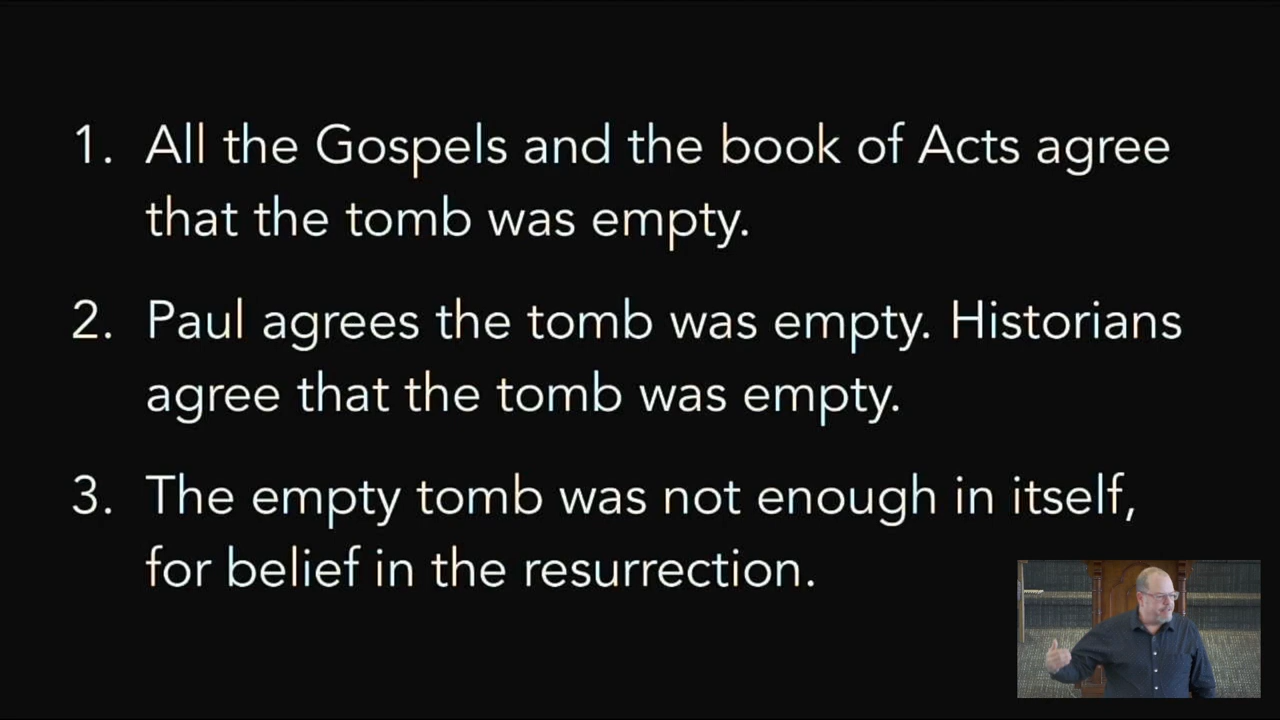 1. All the Gospels and the book of Acts agree
that the tomb was empty.
2. Paul agrees the tomb was empty. Historians
agree that the tomb was empty.
3. The empty tomb was not enough in itself,
for belief in the resurrection.